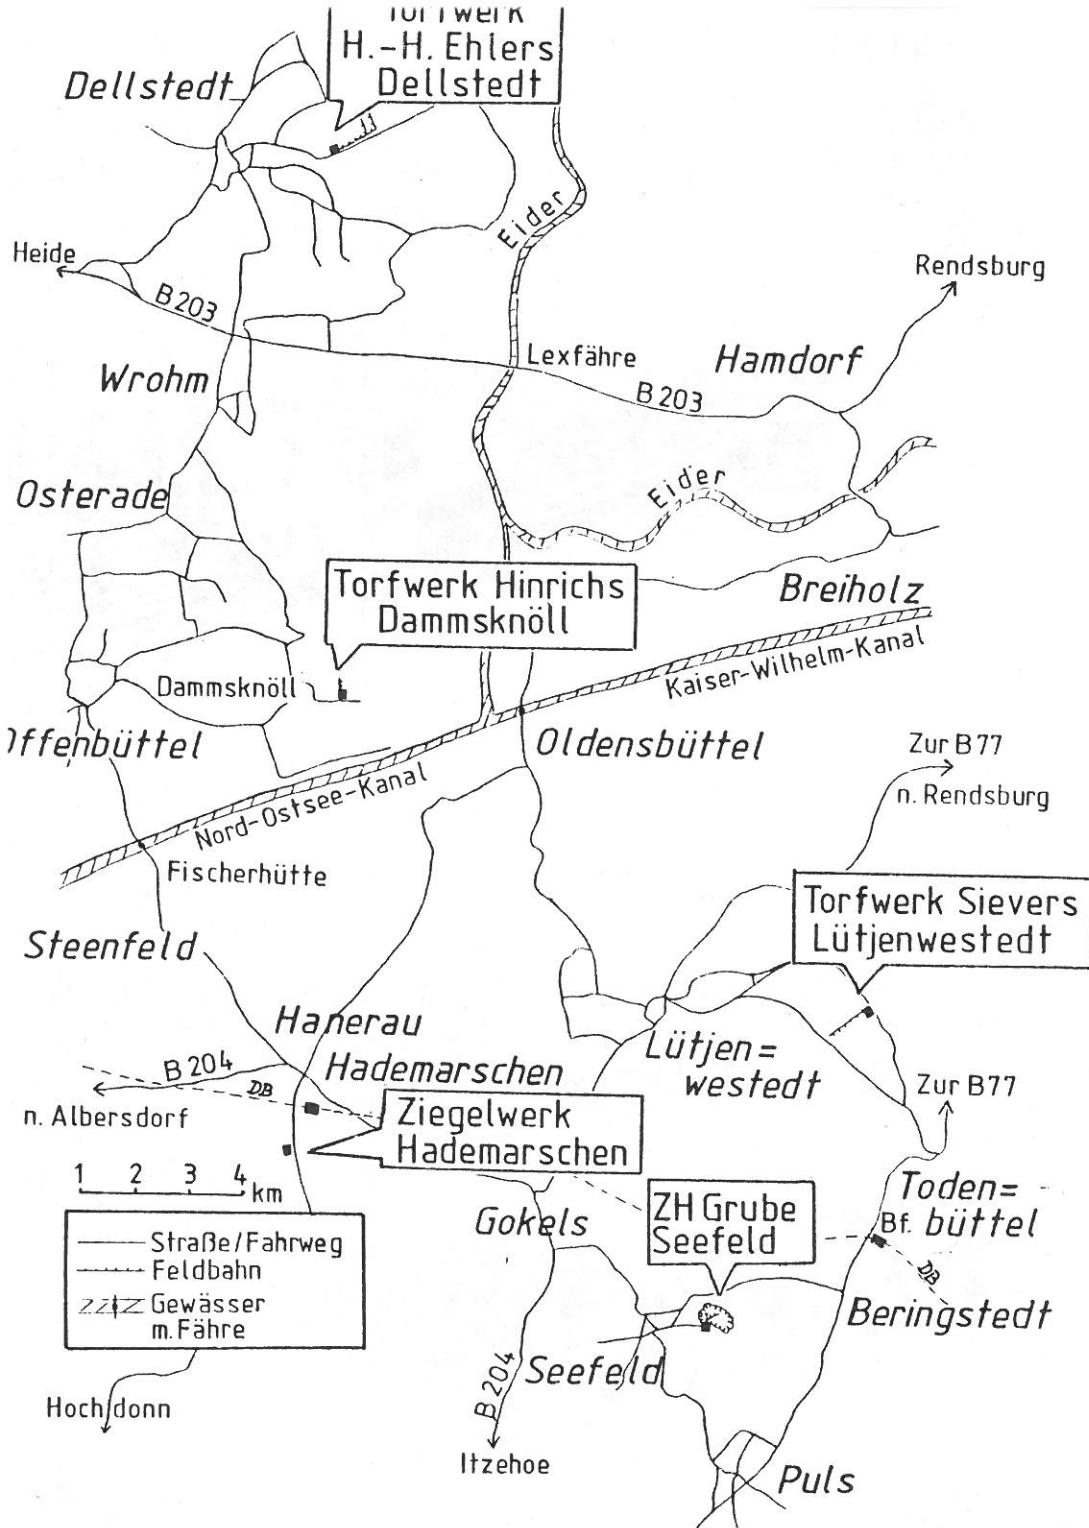 Torfwerk
H.-H. Ehlers
Dellstedt
Dellstedt
Eider
Heide
Rendsburg
B 203
Lexfähre
Hamdorf
Wrohm
B 203
Osterade
Eider
Torfwerk Hinrichs
Dammsknöll
Breiholz
Kaiser-Wilhelm-Kanal
Dammsknöll
Offenbüttel
Oldensbüttel
Zur B 77
n. Rendsburg
Nord-Ostsee-Kanal
Fischerhütte
Torfwerk Sievers
Lütjenwestedt
Steenfeld
Hanerau
Hademarschen
Lütjen=
westedt
B 204
DB
n. Albersdorf
Zur B77
Ziegelwerk
Hademarschen
1 2 3 4
km
Gokels
ZH Grube
Seefeld
Toden=
büttel
Bf.
DB
Straße/Fahrweg
Feldbahn
Gewässer
m. Fähre
Beringstedt
Seefeld
B 204
Hochdonn
Itzehoe
Puls